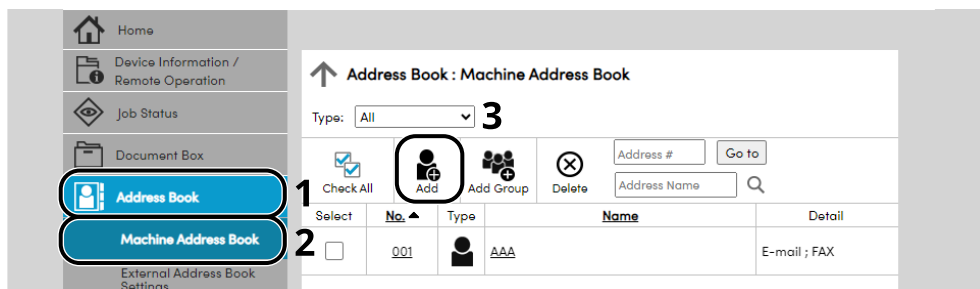 Home
Device Information /
Remote Operation
Job Status
Document Box
1
Address Book
2
Machine Address Book
External Address Book
Settings
Address Book : Machine Address Book
Type: All
3
Check All
Add
Add Group
Delete
Address #
Go to
Address Name
Select No. Type Name Detail
001 AAA E-mail ; FAX